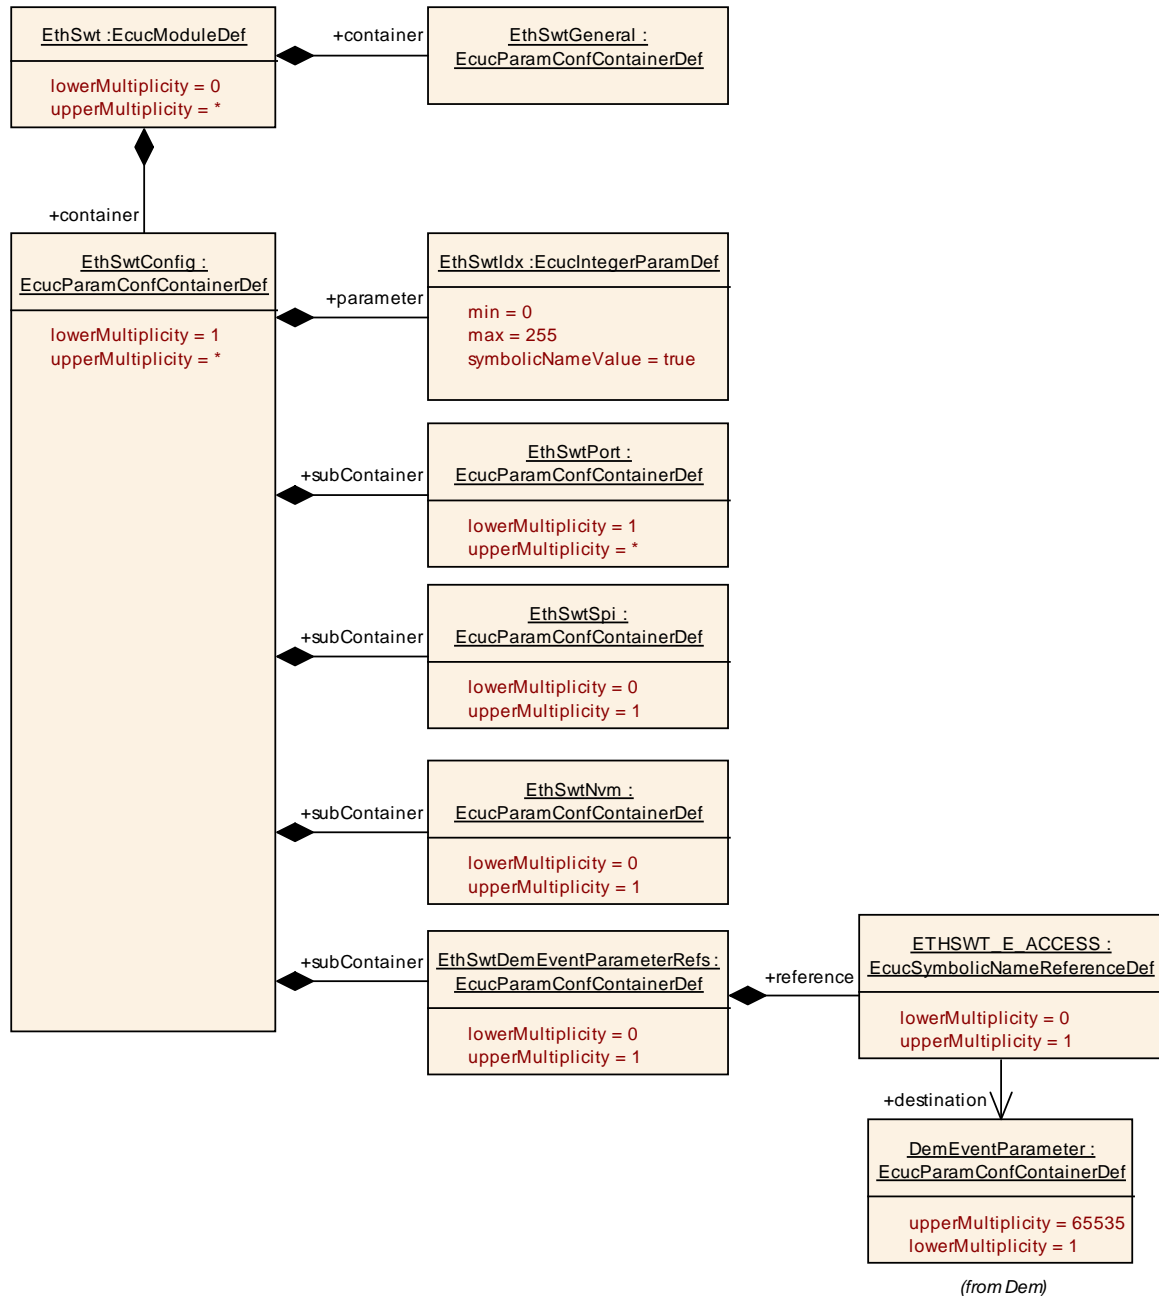 EthSwt :EcucModuleDef
lowerMultiplicity = 0
upperMultiplicity = *
+container
EthSwtGeneral :
EcucParamConfContainerDef
+container
EthSwtConfig :
EcucParamConfContainerDef
lowerMultiplicity = 1
upperMultiplicity = *
+parameter
EthSwtIdx :EcucIntegerParamDef
min = 0
max = 255
symbolicNameValue = true
+subContainer
EthSwtPort :
EcucParamConfContainerDef
lowerMultiplicity = 1
upperMultiplicity = *
+subContainer
EthSwtSpi :
EcucParamConfContainerDef
lowerMultiplicity = 0
upperMultiplicity = 1
+subContainer
EthSwtNvm :
EcucParamConfContainerDef
lowerMultiplicity = 0
upperMultiplicity = 1
+subContainer
EthSwtDemEventParameterRefs :
EcucParamConfContainerDef
lowerMultiplicity = 0
upperMultiplicity = 1
+reference
ETHSWT_E_ACCESS :
EcucSymbolicNameReferenceDef
lowerMultiplicity = 0
upperMultiplicity = 1
+destination
DemEventParameter :
EcucParamConfContainerDef
upperMultiplicity = 65535
lowerMultiplicity = 1
(from Dem)